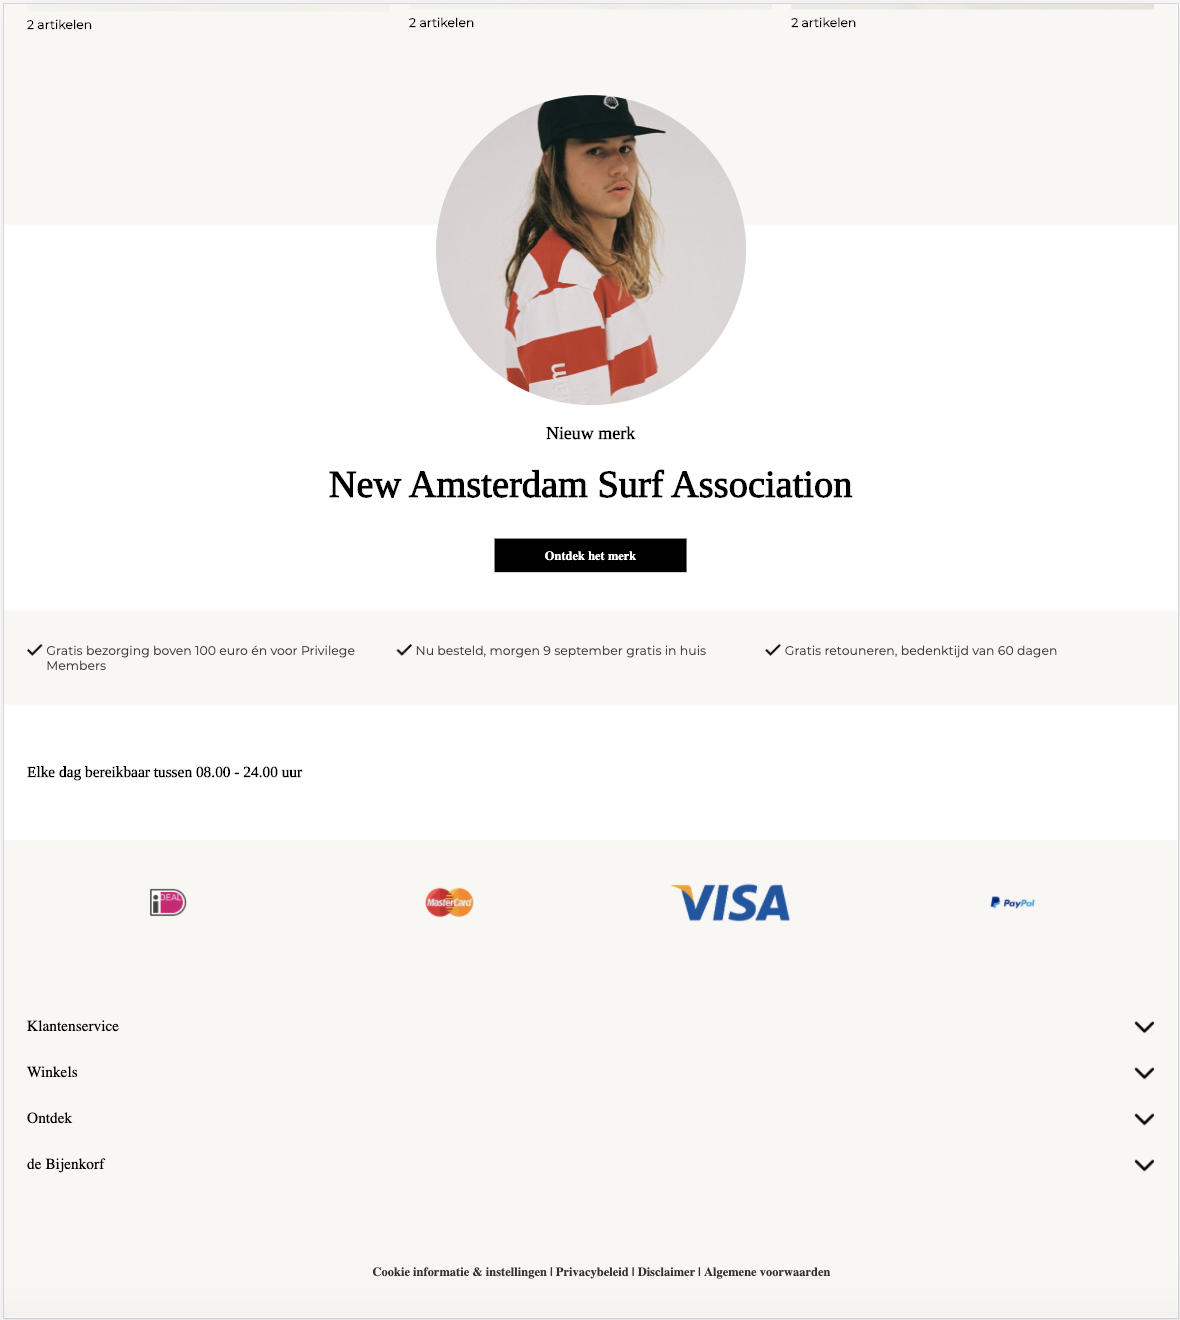 2 artikelen
2 artikelen
2 artikelen
Nieuw merk
New Amsterdam Surf Association
Ontdek het merk
Gratis bezorging boven 100 euro én voor Privilege
Members
Nu besteld, morgen 9 september gratis in huis
Gratis retouneren, bedenktijd van 60 dagen
Elke dag bereikbaar tussen 08.00 - 24.00 uur
iDEAL
MasterCard
VISA
PayPal
Klantenservice
Winkels
Ontdek
de Bijenkorf
Cookie informatie & instellingen | Privacybeleid | Disclaimer | Algemene voorwaarden